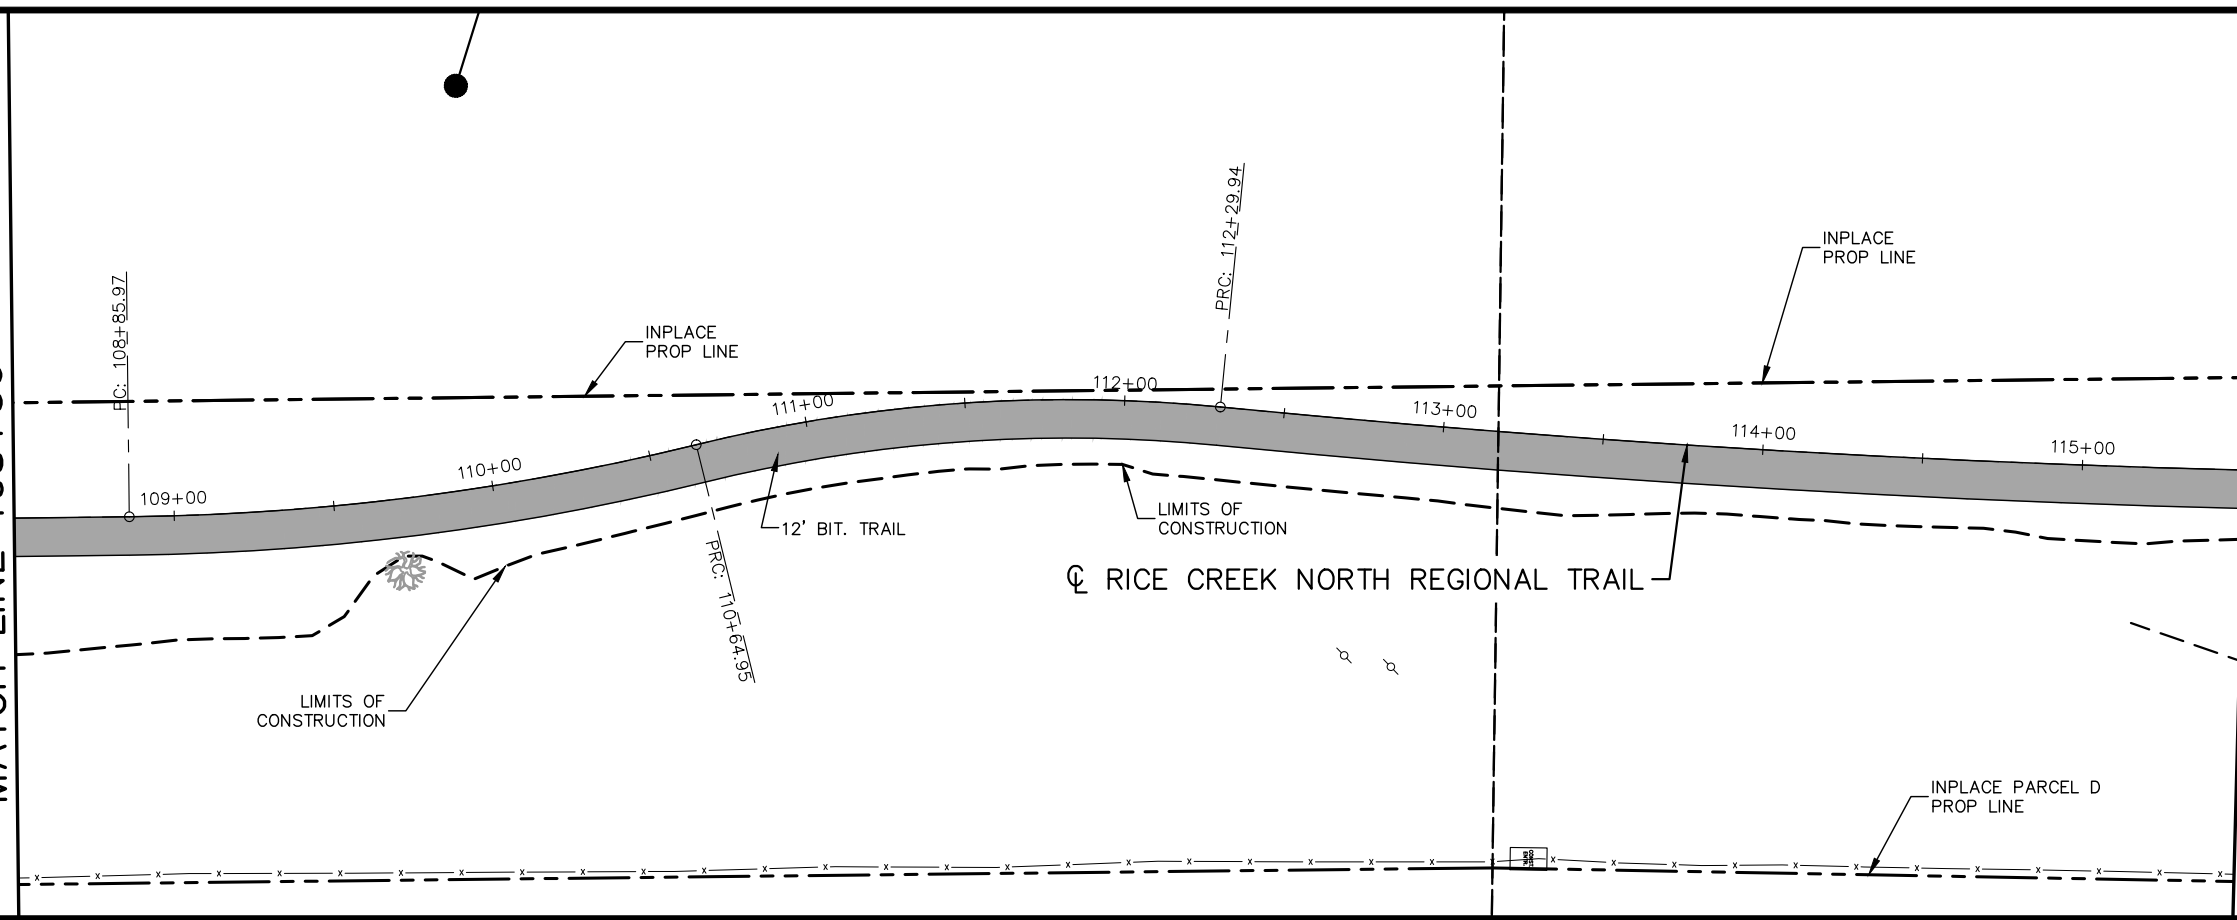 PRC: 112+29.94
INPLACE
PROP LINE
PC: 108+85.97
INPLACE
PROP LINE
112+00
111+00
113+00
114+00
115+00
110+00
109+00
12' BIT. TRAIL
LIMITS OF
CONSTRUCTION
℄ RICE CREEK NORTH REGIONAL TRAIL
PRC: 110+64.95
LIMITS OF
CONSTRUCTION
INPLACE PARCEL D
PROP LINE
CONST.
ENTR.